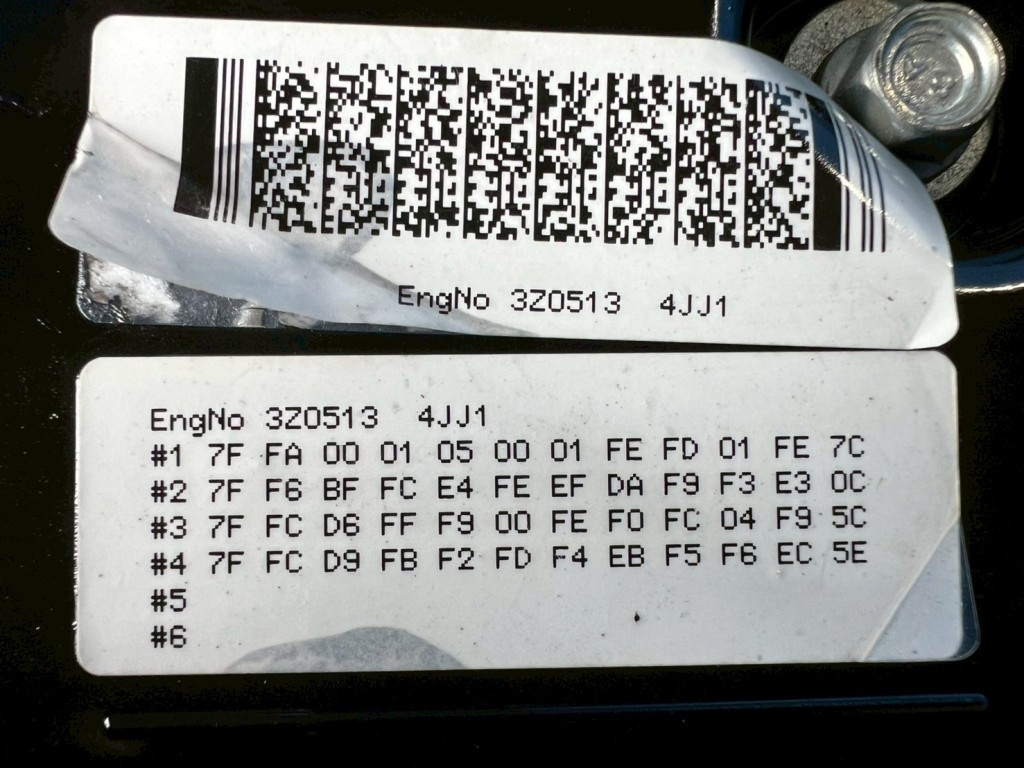 EngNo 3Z0513 4JJ1
EngNo 3Z0513 4JJ1
#1 7F FA 00 01 05 00 01 FE FD 01 FE 7C
#2 7F F6 BF FC E4 FE EF DA F9 F3 E3 0C
#3 7F FC D6 FF F9 00 FE F0 FC 04 F9 5C
#4 7F FC D9 FB F2 FD F4 EB F5 F6 EC 5E
#5
#6